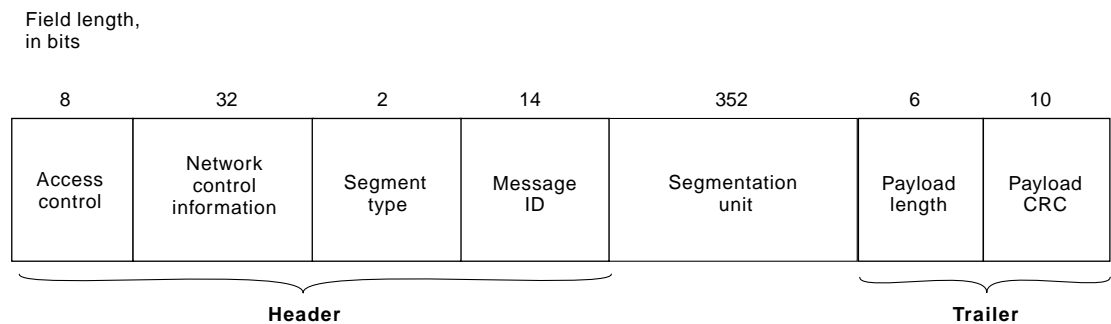 Field length,
in bits
8 32 2 14 352 6 10
Access
control
Network
control
information
Segment
type
Message
ID
Segmentation
unit
Payload
length
Payload
CRC
Header
Trailer